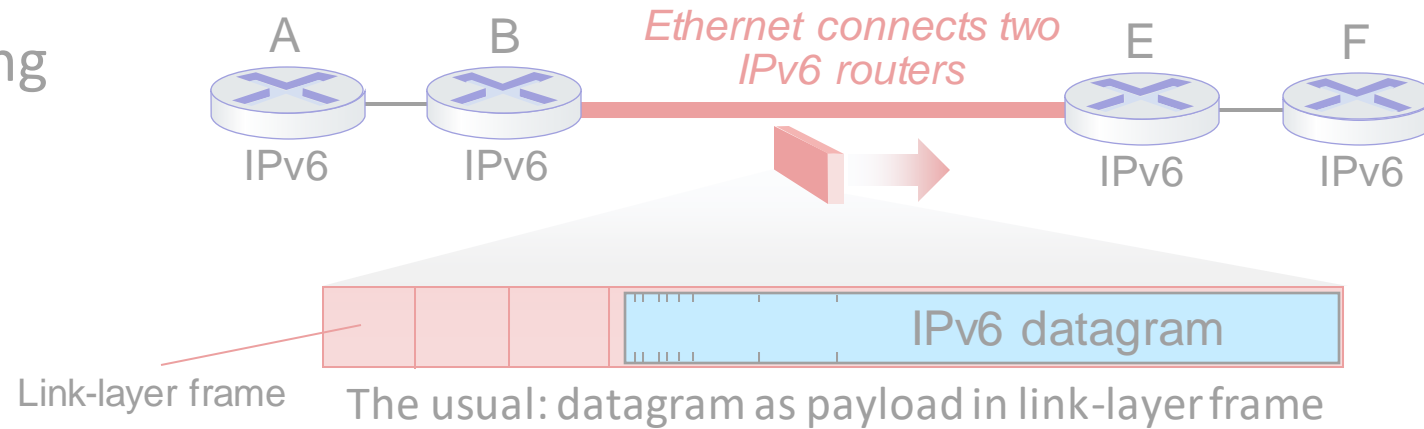 ng
A
B
Ethernet connects two
IPv6 routers
E
F
IPv6
IPv6
IPv6
IPv6
IPv6 datagram
Link-layer frame
The usual: datagram as payload in link-layer frame